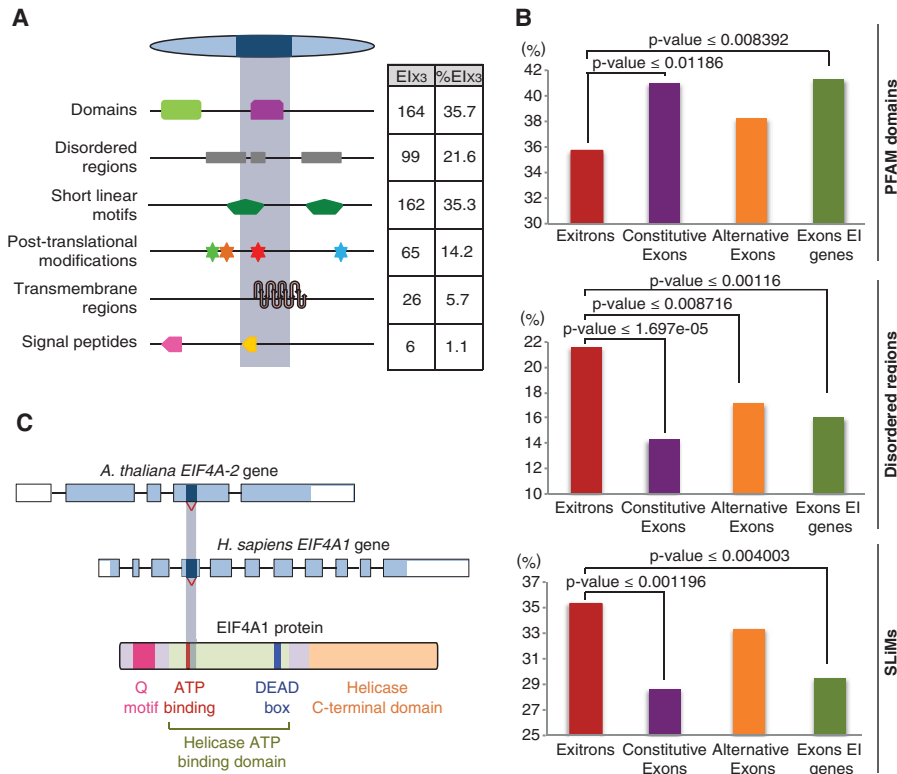 A
EIx3 %EIx3
Domains 164 35.7
Disordered
regions 99 21.6
Short linear
motifs 162 35.3
Post-translational
modifications 65 14.2
Transmembrane
regions 26 5.7
Signal peptides 6 1.1
B
(%)
p-value ≤ 0.008392
p-value ≤ 0.01186
42
40
38
36
34
32
30
Exitrons Constitutive Alternative Exons EI
Exons Exons genes
PFAM domains
(%)
p-value ≤ 0.00116
p-value ≤ 0.008716
p-value ≤ 1.697e-05
22
20
18
16
14
12
10
Exitrons Constitutive Alternative Exons EI
Exons Exons genes
Disordered regions
(%)
p-value ≤ 0.004003
p-value ≤ 0.001196
37
35
33
31
29
27
25
Exitrons Constitutive Alternative Exons EI
Exons Exons genes
SLiMs
C
A. thaliana EIF4A-2 gene
H. sapiens EIF4A1 gene
EIF4A1 protein
Q
motif
ATP
binding
DEAD
box
Helicase
C-terminal domain
Helicase ATP
binding domain